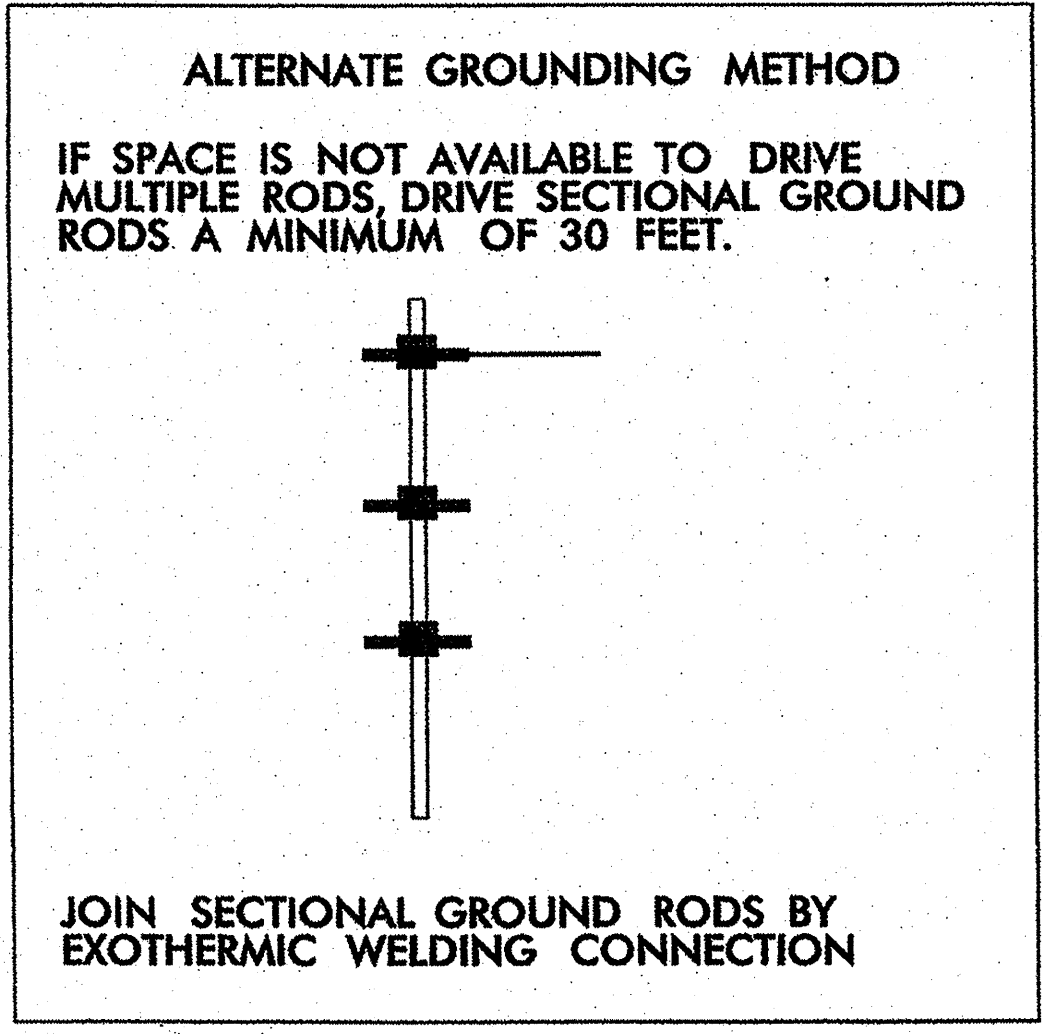 ALTERNATE GROUNDING METHOD
IF SPACE IS NOT AVAILABLE TO DRIVE
MULTIPLE RODS, DRIVE SECTIONAL GROUND
RODS A MINIMUM OF 30 FEET.
JOIN SECTIONAL GROUND RODS BY
EXOTHERMIC WELDING CONNECTION